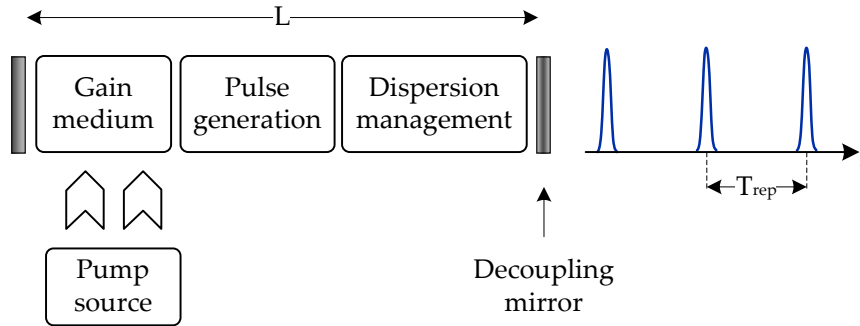 L
Gain
medium
Pulse
generation
Dispersion
management
Trep
Pump
source
Decoupling
mirror